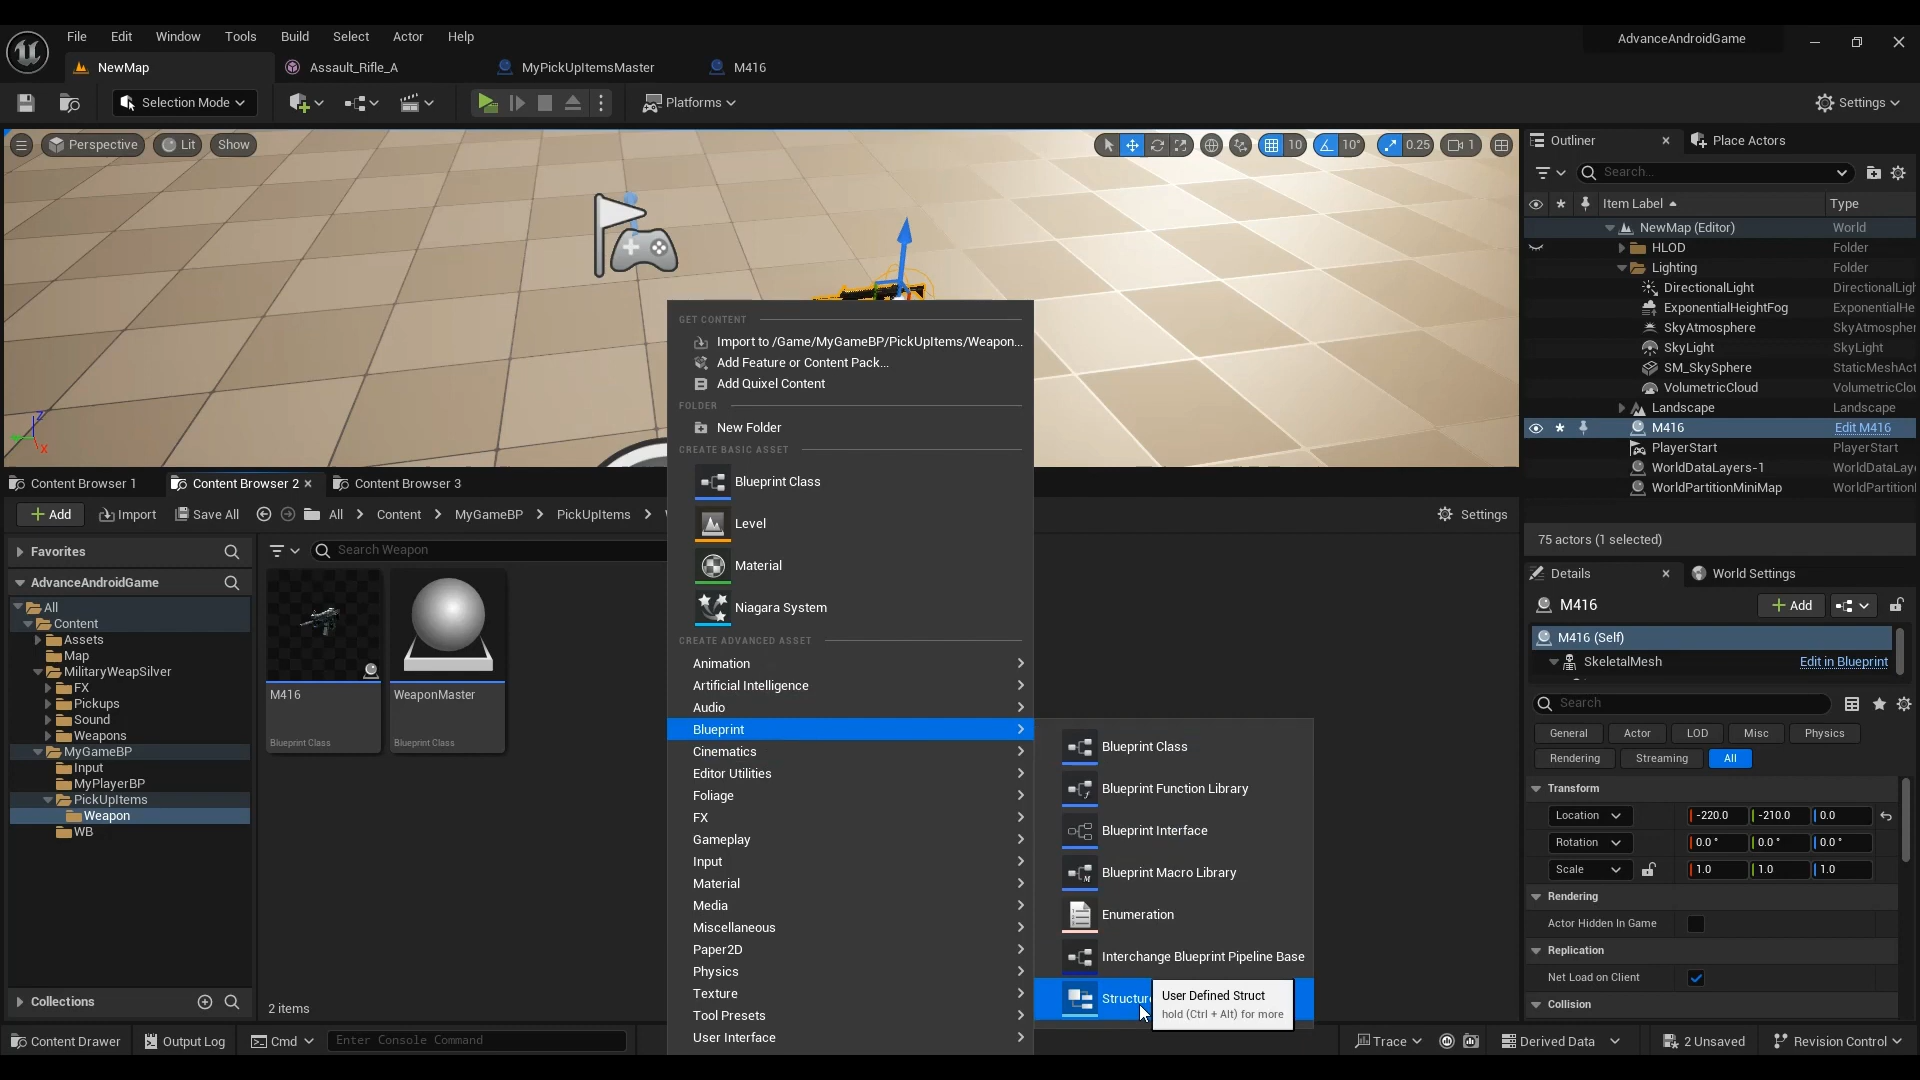 File Edit Window Tools Build Select Actor Help
AdvanceAndroidGame
NewMap
Assault_Rifle_A
MyPickUpItemsMaster
M416
Selection Mode
Platforms
Settings
Perspective
Lit
Show
10
10°
0.25
1
Z
X
Outliner
Place Actors
Search...
Item Label
Type
NewMap (Editor) World
HLOD Folder
Lighting Folder
DirectionalLight DirectionalLigh
ExponentialHeightFog ExponentialHe
SkyAtmosphere SkyAtmospher
SkyLight SkyLight
SM_SkySphere StaticMeshAct
VolumetricCloud VolumetricClou
Landscape Landscape
M416 Edit M416
PlayerStart PlayerStart
WorldDataLayers-1 WorldDataLaye
WorldPartitionMiniMap WorldPartition
75 actors (1 selected)
Details
World Settings
M416
Add
M416 (Self)
SkeletalMesh Edit in Blueprint
Search
General Actor LOD Misc Physics
Rendering Streaming All
Transform
Location -220.0 -210.0 0.0
Rotation 0.0 ° 0.0 ° 0.0 °
Scale 1.0 1.0 1.0
Rendering
Actor Hidden In Game
Replication
Net Load on Client
Collision
Content Browser 1
Content Browser 2
Content Browser 3
Add
Import
Save All
All > Content > MyGameBP > PickUpItems >
Settings
Favorites
AdvanceAndroidGame
All
Content
Assets
Map
MilitaryWeapSilver
FX
Pickups
Sound
Weapons
MyGameBP
Input
MyPlayerBP
PickUpItems
Weapon
WB
Collections
Search Weapon
M416
Blueprint Class
WeaponMaster
Blueprint Class
2 items
GET CONTENT
Import to /Game/MyGameBP/PickUpItems/Weapon...
Add Feature or Content Pack...
Add Quixel Content
FOLDER
New Folder
CREATE BASIC ASSET
Blueprint Class
Level
Material
Niagara System
CREATE ADVANCED ASSET
Animation
Artificial Intelligence
Audio
Blueprint
Cinematics
Editor Utilities
Foliage
FX
Gameplay
Input
Material
Media
Miscellaneous
Paper2D
Physics
Texture
Tool Presets
User Interface
Blueprint Class
Blueprint Function Library
Blueprint Interface
Blueprint Macro Library
Enumeration
Interchange Blueprint Pipeline Base
Structure
User Defined Struct
hold (Ctrl + Alt) for more
Content Drawer
Output Log
Cmd
Enter Console Command
Trace
Derived Data
2 Unsaved
Revision Control